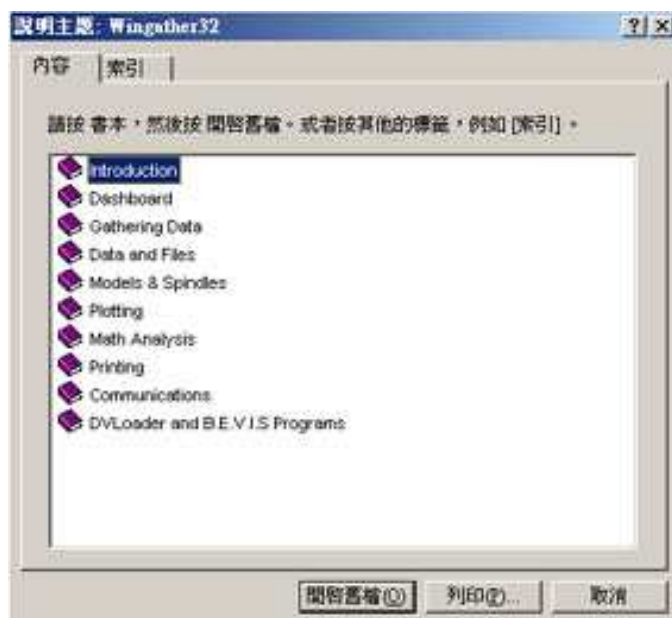 說明主題: Wingather32
內容
索引
請按 書本，然後按 開啓舊檔。或者按其他的標籤，例如 [索引]。
Introduction
Dashboard
Gathering Data
Data and Files
Models & Spindles
Plotting
Math Analysis
Printing
Communications
DVLoader and B.E.V.I.S Programs
開啓舊檔(O) 列印(P)... 取消